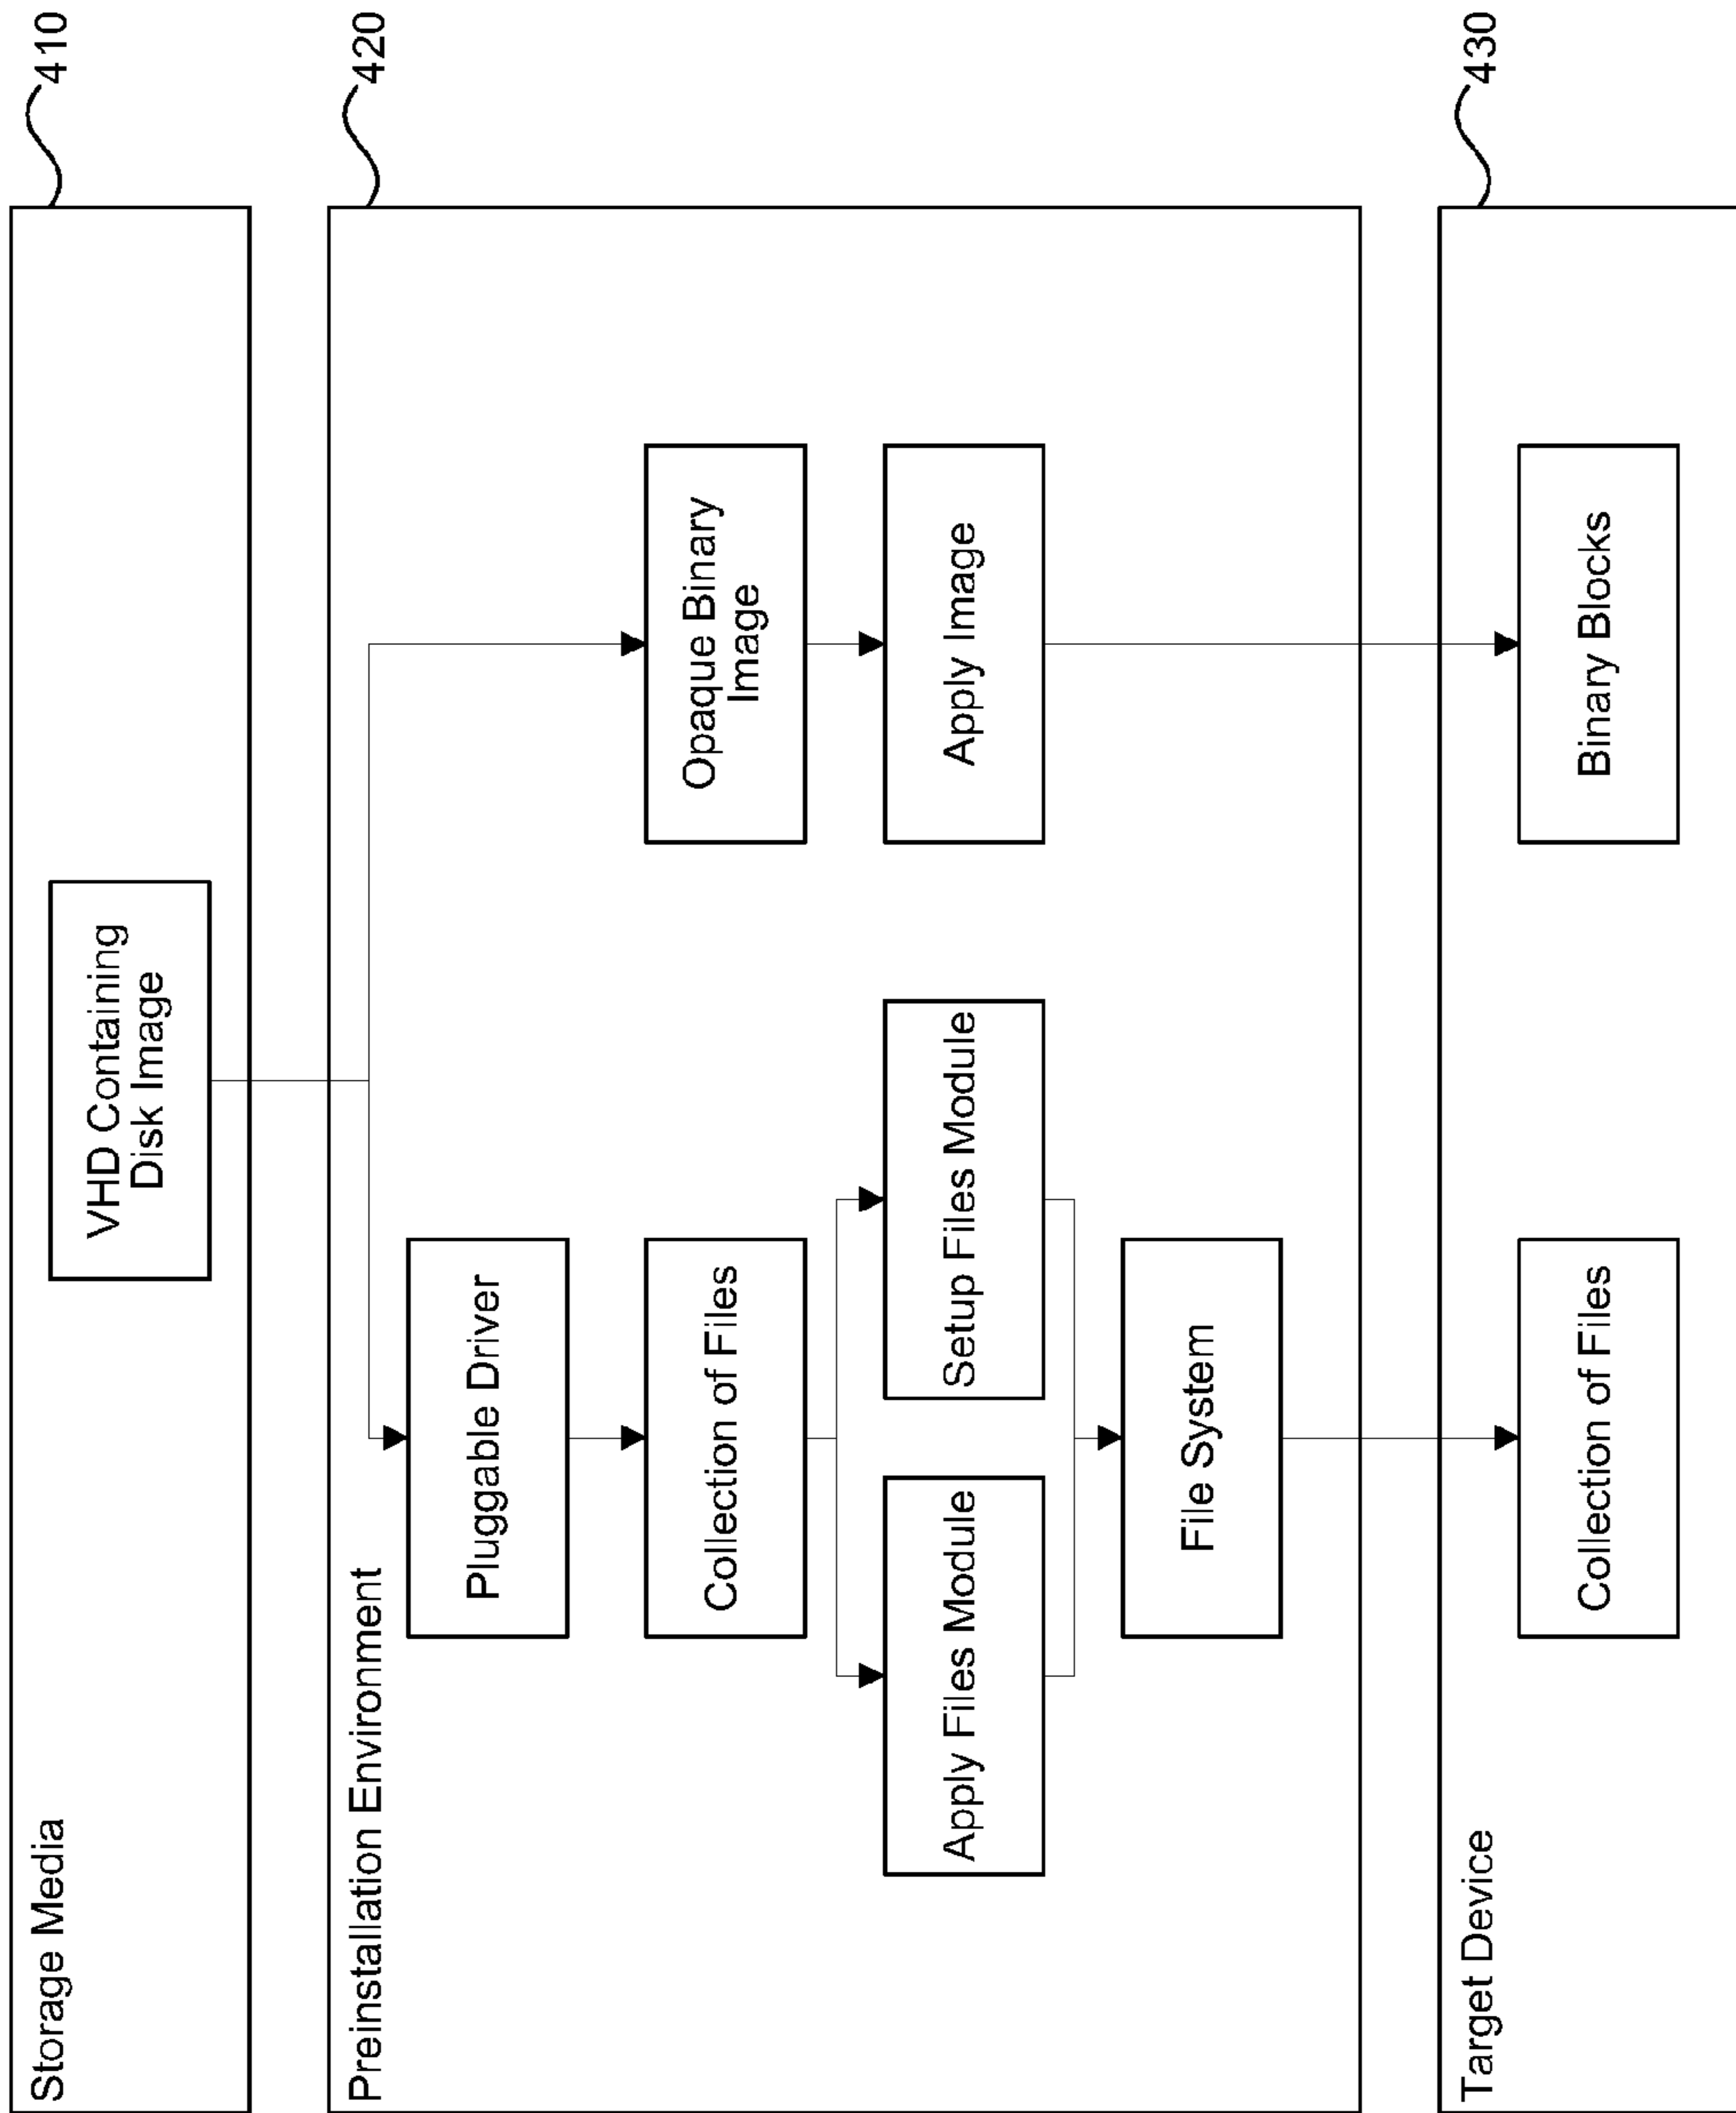 Storage Media
410
VHD Containing
Disk Image
Preinstallation Environment
420
Pluggable Driver
Collection of Files
Opaque Binary
Image
Apply Files Module
Setup Files Module
Apply Image
File System
Target Device
430
Collection of Files
Binary Blocks